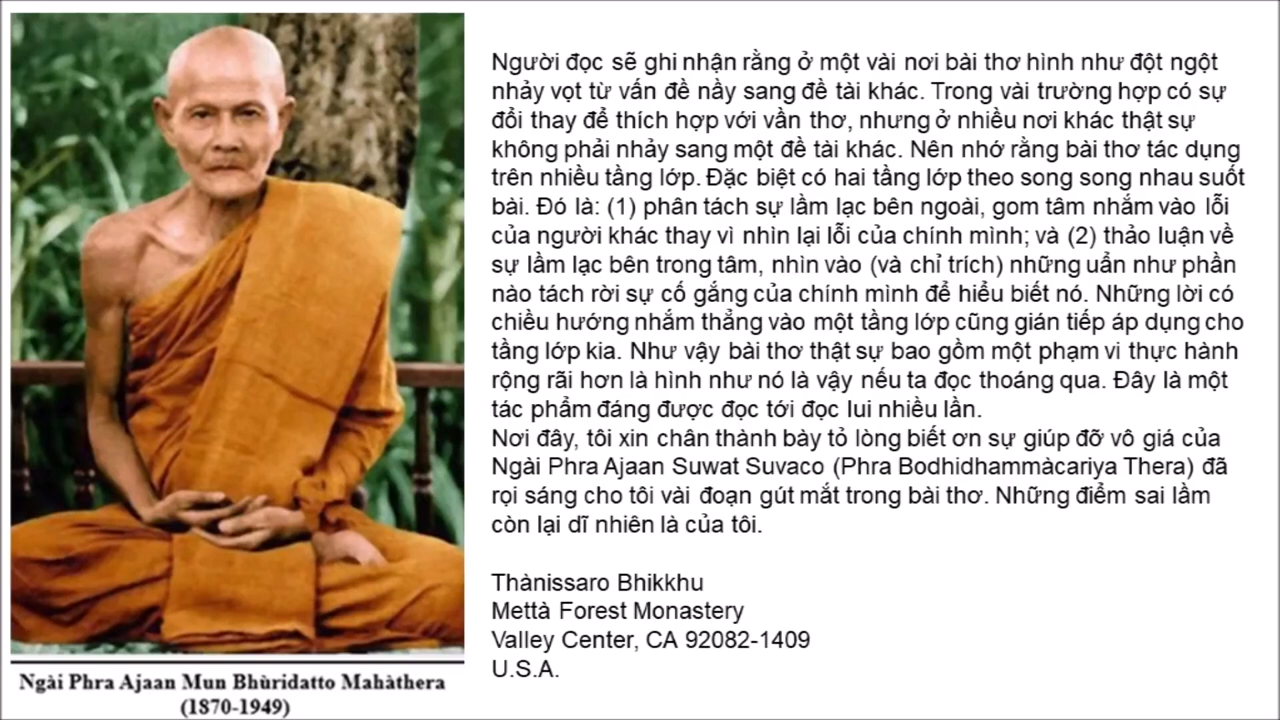 Người đọc sẽ ghi nhận rằng ở một vài nơi bài thơ hình như đột ngột
nhảy vọt từ vấn đề nầy sang đề tài khác. Trong vài trường hợp có sự
đổi thay để thích hợp với vần thơ, nhưng ở nhiều nơi khác thật sự
không phải nhảy sang một đề tài khác. Nên nhớ rằng bài thơ tác dụng
trên nhiều tầng lớp. Đặc biệt có hai tầng lớp theo song song nhau suốt
bài. Đó là: (1) phân tách sự lầm lạc bên ngoài, gom tâm nhắm vào lỗi
của người khác thay vì nhìn lại lỗi của chính mình; và (2) thảo luận về
sự lầm lạc bên trong tâm, nhìn vào (và chỉ trích) những uẩn như phần
nào tách rời sự cố gắng của chính mình để hiểu biết nó. Những lời có
chiều hướng nhắm thẳng vào một tầng lớp cũng gián tiếp áp dụng cho
tầng lớp kia. Như vậy bài thơ thật sự bao gồm một phạm vi thực hành
rộng rãi hơn là hình như nó là vậy nếu ta đọc thoáng qua. Đây là một
tác phẩm đáng được đọc tới đọc lui nhiều lần.
Nơi đây, tôi xin chân thành bày tỏ lòng biết ơn sự giúp đỡ vô giá của
Ngài Phra Ajaan Suwat Suvaco (Phra Bodhidhammàcariya Thera) đã
rọi sáng cho tôi vài đoạn gút mắt trong bài thơ. Những điểm sai lầm
còn lại dĩ nhiên là của tôi.
Thànissaro Bhikkhu
Mettà Forest Monastery
Valley Center, CA 92082-1409
U.S.A.
Ngài Phra Ajaan Mun Bhùridatto Mahàthera
(1870-1949)